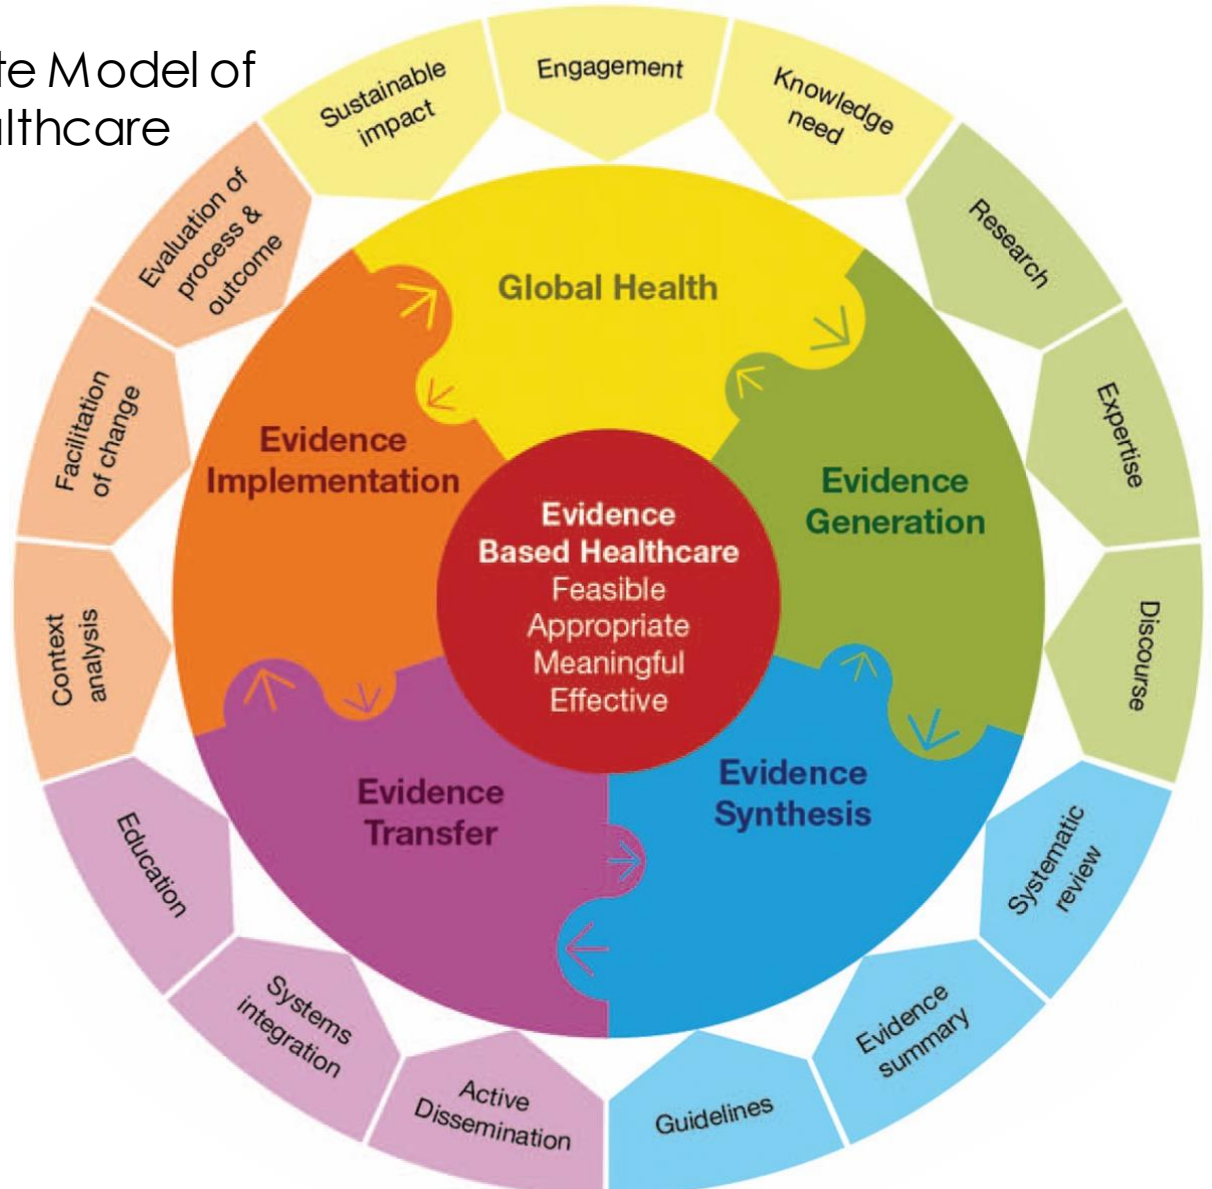 te Model of
althcare
Sustainable
impact
Engagement
Knowledge
need
Research
Expertise
Discourse
Systematic
review
Evidence
summary
Guidelines
Active
Dissemination
Systems
integration
Education
Context
analysis
Facilitation
of change
Evaluation of
process &
outcome
Global Health
Evidence
Generation
Evidence
Synthesis
Evidence
Transfer
Evidence
Implementation
Evidence
Based Healthcare
Feasible
Appropriate
Meaningful
Effective